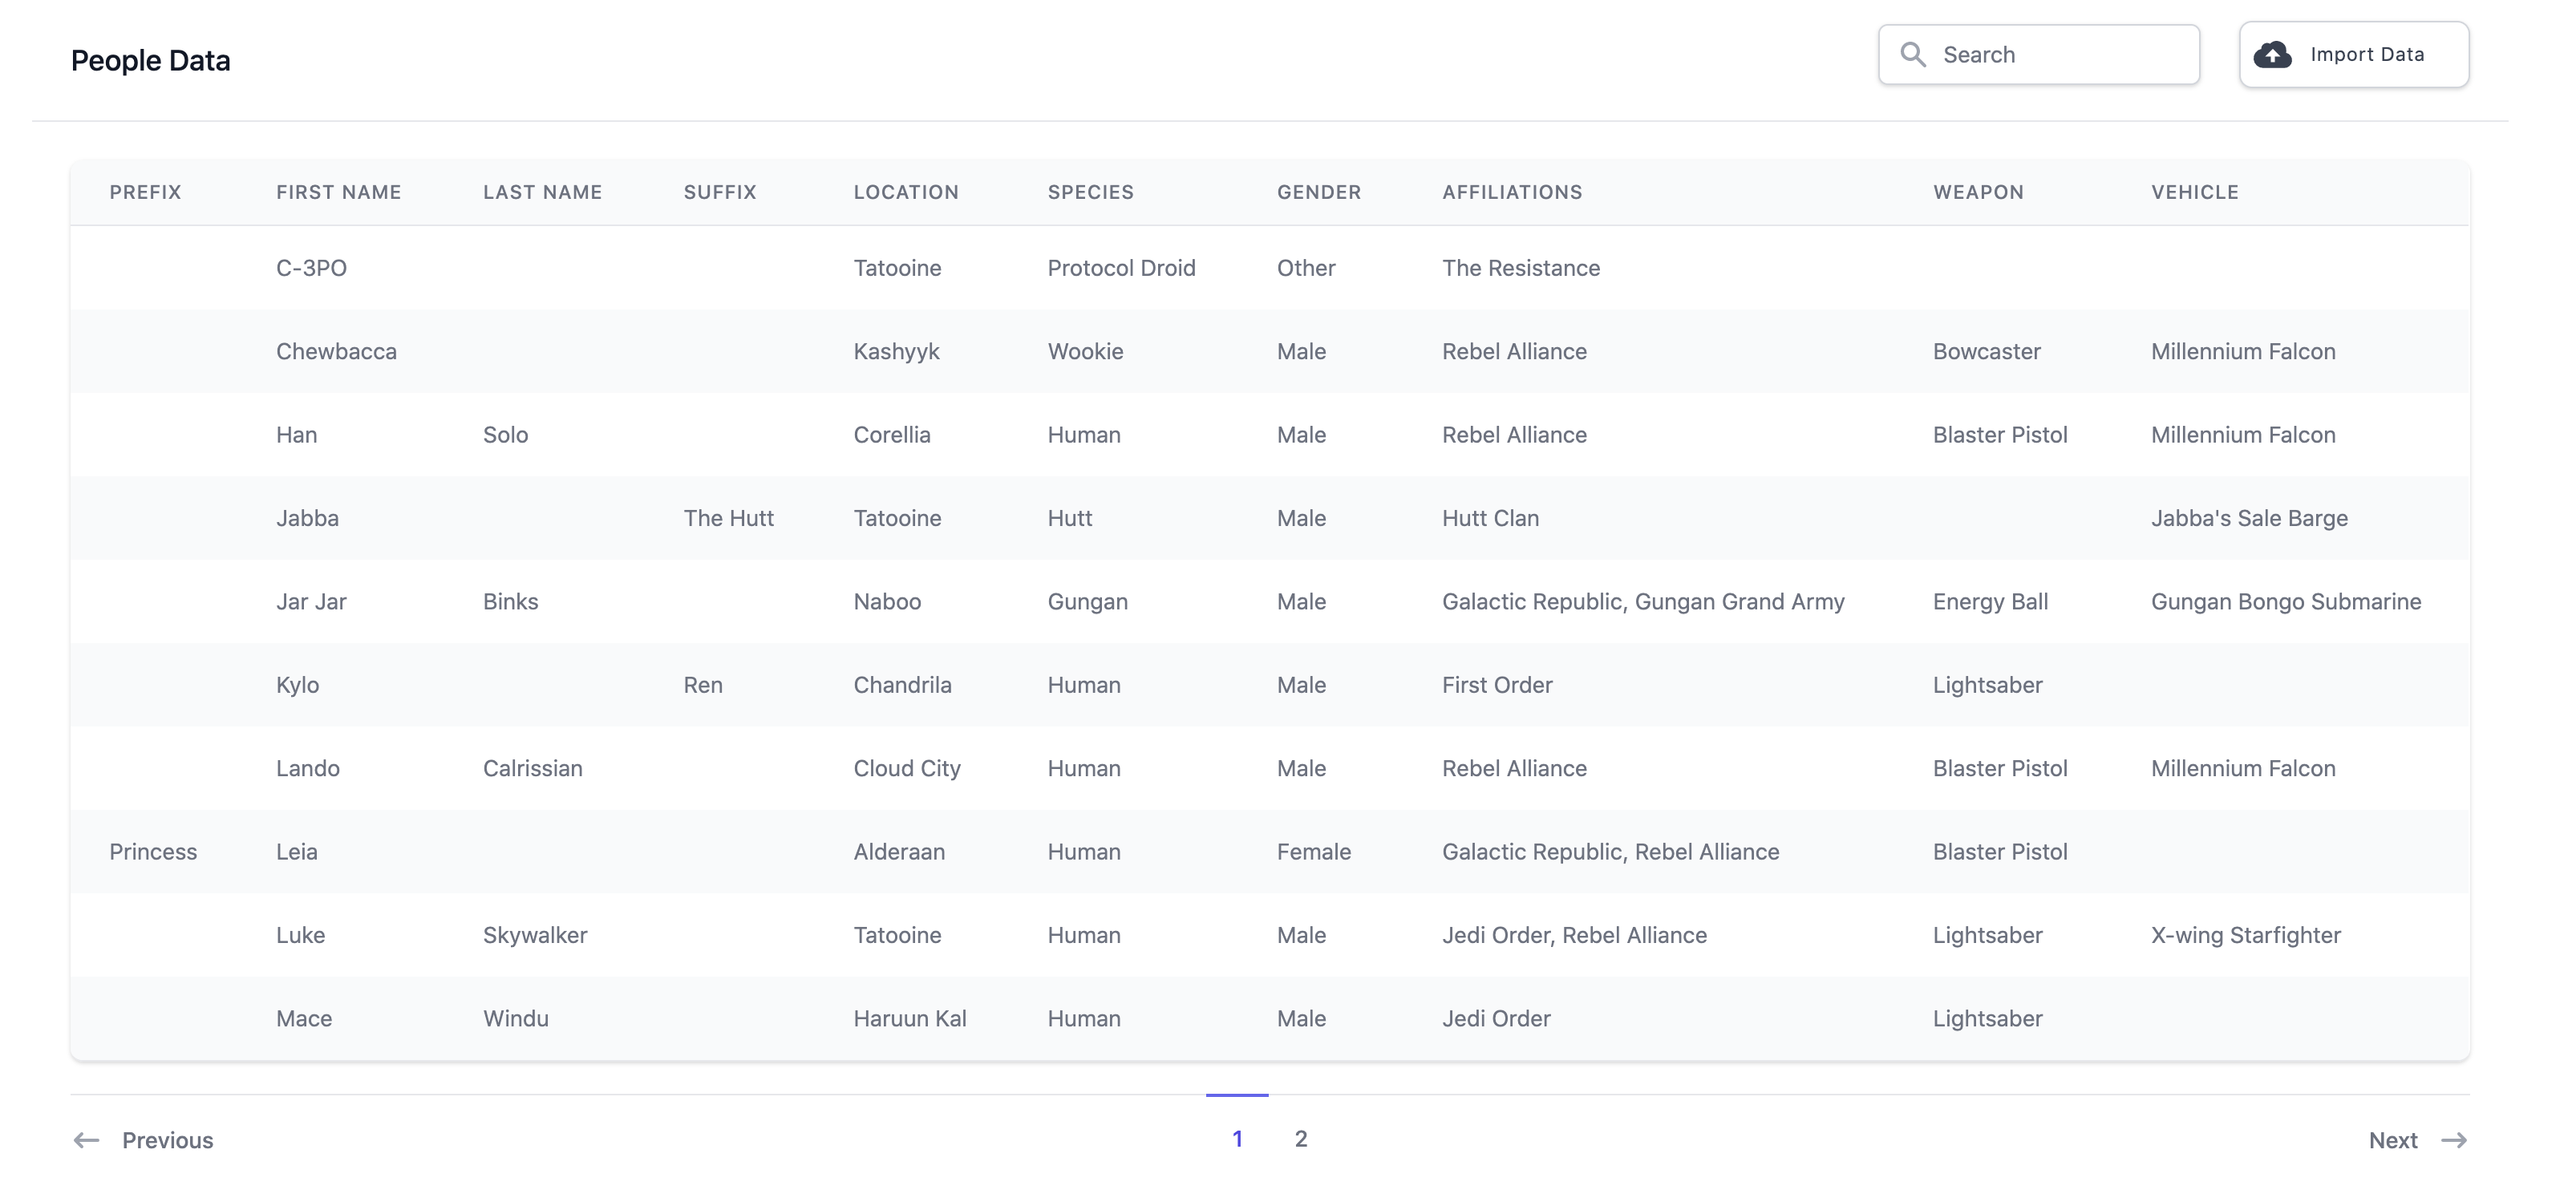 People Data
Search
Import Data
PREFIX FIRST NAME LAST NAME SUFFIX LOCATION SPECIES GENDER AFFILIATIONS WEAPON VEHICLE
C-3PO Tatooine Protocol Droid Other The Resistance
Chewbacca Kashyyk Wookie Male Rebel Alliance Bowcaster Millennium Falcon
Han Solo Corellia Human Male Rebel Alliance Blaster Pistol Millennium Falcon
Jabba The Hutt Tatooine Hutt Male Hutt Clan Jabba's Sale Barge
Jar Jar Binks Naboo Gungan Male Galactic Republic, Gungan Grand Army Energy Ball Gungan Bongo Submarine
Kylo Ren Chandrila Human Male First Order Lightsaber
Lando Calrissian Cloud City Human Male Rebel Alliance Blaster Pistol Millennium Falcon
Princess Leia Alderaan Human Female Galactic Republic, Rebel Alliance Blaster Pistol
Luke Skywalker Tatooine Human Male Jedi Order, Rebel Alliance Lightsaber X-wing Starfighter
Mace Windu Haruun Kal Human Male Jedi Order Lightsaber
Previous 1 2 Next